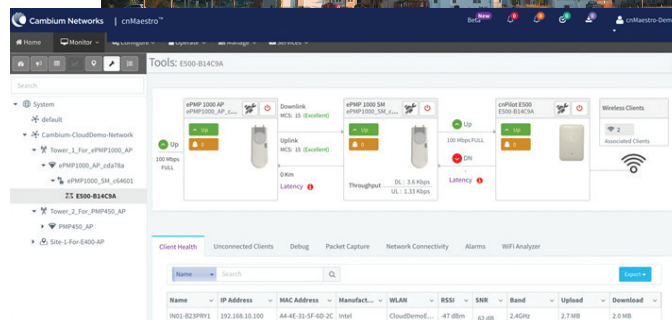 Cambium Networks | cnMaestro™
Beta New
cnMaestro-Demo
Home Monitor Configure Operate Manage Services
Tools: E500-B14C9A
Search
System
default
Cambium-CloudDemo-Network
Tower_1_For_ePMP1000_AP
ePMP1000_AP_cda78a
ePMP1000_SM_c64601
E500-B14C9A
Tower_2_For_PMP450_AP
PMP450_AP
Site-1-For-E400-AP
Up
100 Mbps
FULL
ePMP 1000 AP
ePMP1000_AP_c...
Up
0
Downlink
MCS: 15 (Excellent)
Uplink
MCS: 15 (Excellent)
0 Km
Latency
ePMP 1000 SM
ePMP1000_SM_c...
Up
0
Throughput
DL: 3.6 Kbps
UL: 1.33 Kbps
Up
100 Mbps FULL
DN
-
Latency
cnPilot E500
E500-B14C9A
Up
0
Wireless Clients
2
Associated Clients
Client Health Unconnected Clients Debug Packet Capture Network Connectivity Alarms WiFi Analyzer
Name Search Export
Name IP Address MAC Address Manufact... WLAN RSSI SNR Band Upload Download
IN01-B23PRY1 192.168.10.100 A4-4E-31-5F-6D-2C Intel CloudDemoE... -47 dBm 62 dB 2.4GHz 2.7 MB 2.0 MB